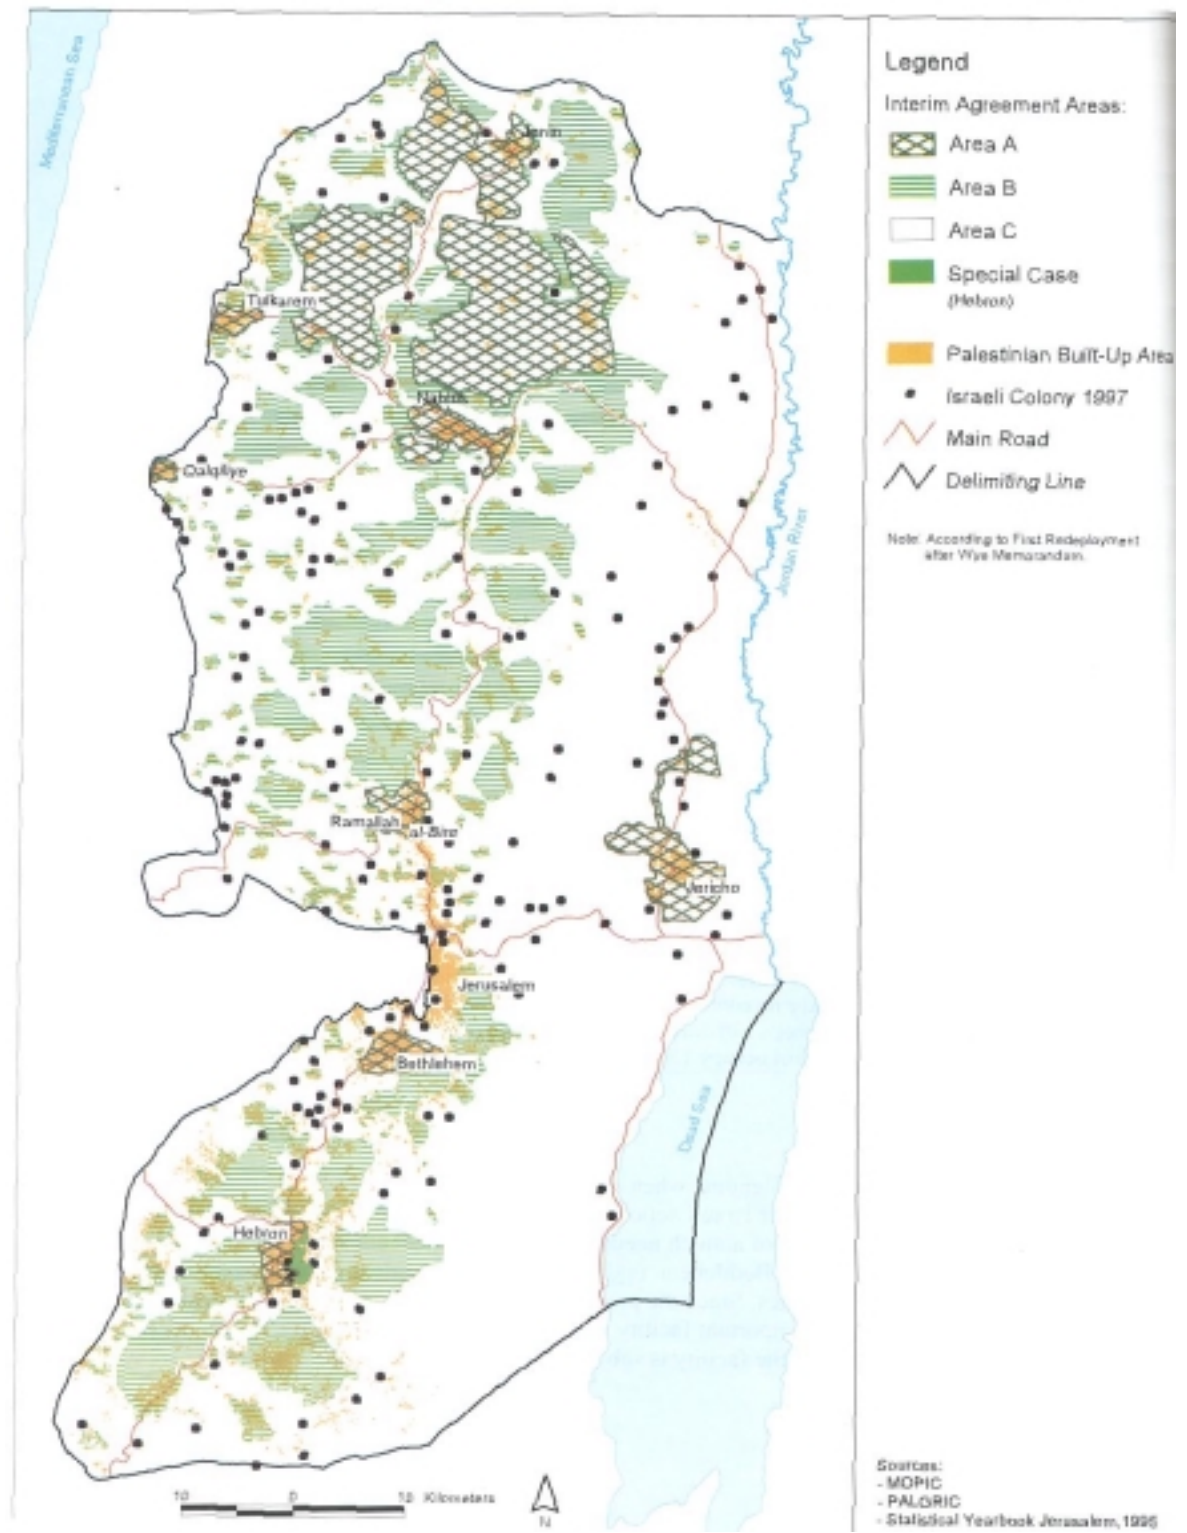 Legend
Interim Agreement Areas:
Area A
Area B
Area C
Special Case
(Hebron)
Palestinian Built-Up Area
Israeli Colony 1997
Main Road
Delimiting Line
Note: According to First Redeployment
after Wye Memorandum.
Mediterranean Sea
Jenin
Tulkarem
Nablus
Qalqiliye
Jordan River
Ramallah
al-Bire
Jericho
Jerusalem
Bethlehem
Dead Sea
Hebron
10 0 10 Kilometers
N
Sources:
- MOPIC
- PALGRIC
- Statistical Yearbook Jerusalem, 1996